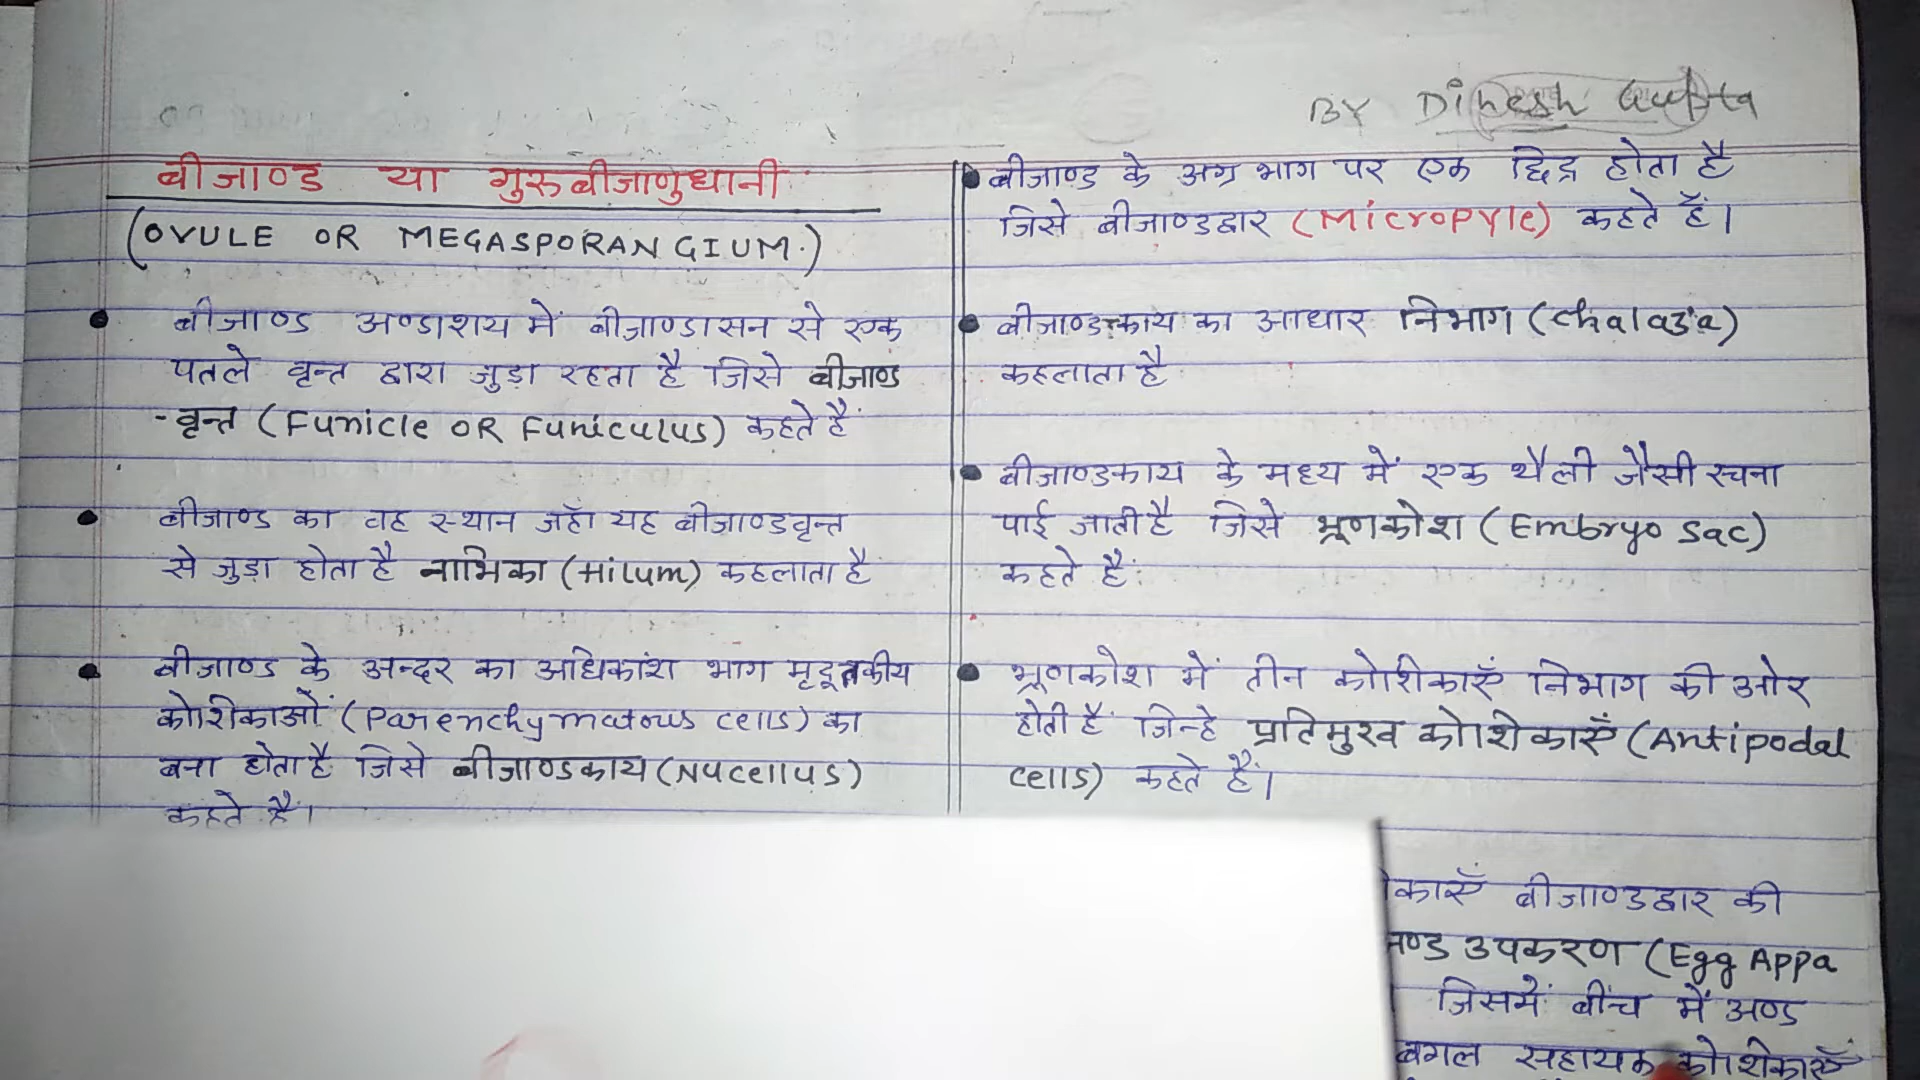 BY Dinesh Gupta
बीजाण्ड या गुरुबीजाणुधानी
(OVULE OR MEGASPORANGIUM.)
बीजाण्ड अण्डाशय में बीजाण्डासन से एक
पतले वृन्त द्वारा जुड़ा रहता है जिसे बीजाण्ड
-वृन्त (Funicle OR Funiculus) कहते हैं
बीजाण्ड का वह स्थान जहाँ यह बीजाण्डवृन्त
से जुड़ा होता है नाभिका (Hilum) कहलाता है
बीजाण्ड के अन्दर का अधिकांश भाग मृदूतकीय
कोशिकाओं (Parenchymatous cells) का
बना होता है जिसे बीजाण्डकाय (Nucellus)
कहते है।
बीजाण्ड के अग्र भाग पर एक छिद्र होता है
जिसे बीजाण्डद्वार (Micropyle) कहते हैं।
बीजाण्डकाय का आधार निभाग (chalaza)
कहलाता है
बीजाण्डकाय के मध्य में एक थैली जैसी रचना
पाई जाती है जिसे भ्रूणकोश (Embryo sac)
कहते हैं
भ्रूणकोश में तीन कोशिकाएँ निभाग की ओर
होती है जिन्हे प्रतिमुख कोशिकाएँ (Antipodal
cells) कहते हैं।
बीजाण्डद्वार की
उपकरण (Egg Appa
जिसमें बींच में अण्ड
बगल सहायक कोशिकाएँ